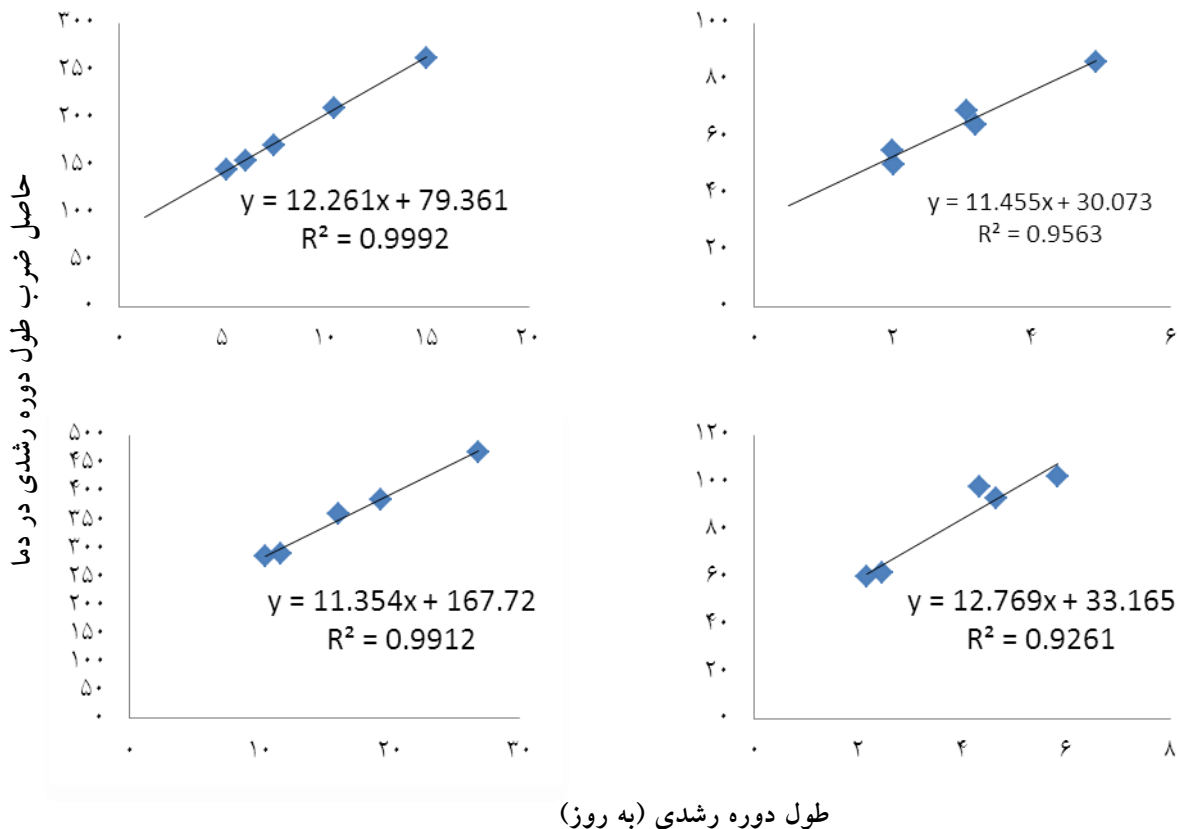 حاصل ضرب طول دوره رشدی در دما
۳۰۰
۲۵۰
۲۰۰
۱۵۰
۱۰۰
۵۰
۰
y = 12.261x + 79.361
R² = 0.9992
۰ ۵ ۱۰ ۱۵ ۲۰
۱۰۰
۸۰
۶۰
۴۰
۲۰
۰
y = 11.455x + 30.073
R² = 0.9563
۰ ۲ ۴ ۶
۵۰۰
۴۵۰
۴۰۰
۳۵۰
۳۰۰
۲۵۰
۲۰۰
۱۵۰
۱۰۰
۵۰
۰
y = 11.354x + 167.72
R² = 0.9912
۰ ۱۰ ۲۰ ۳۰
۱۲۰
۱۰۰
۸۰
۶۰
۴۰
۲۰
۰
y = 12.769x + 33.165
R² = 0.9261
۰ ۲ ۴ ۶ ۸
طول دوره رشدی (به روز)